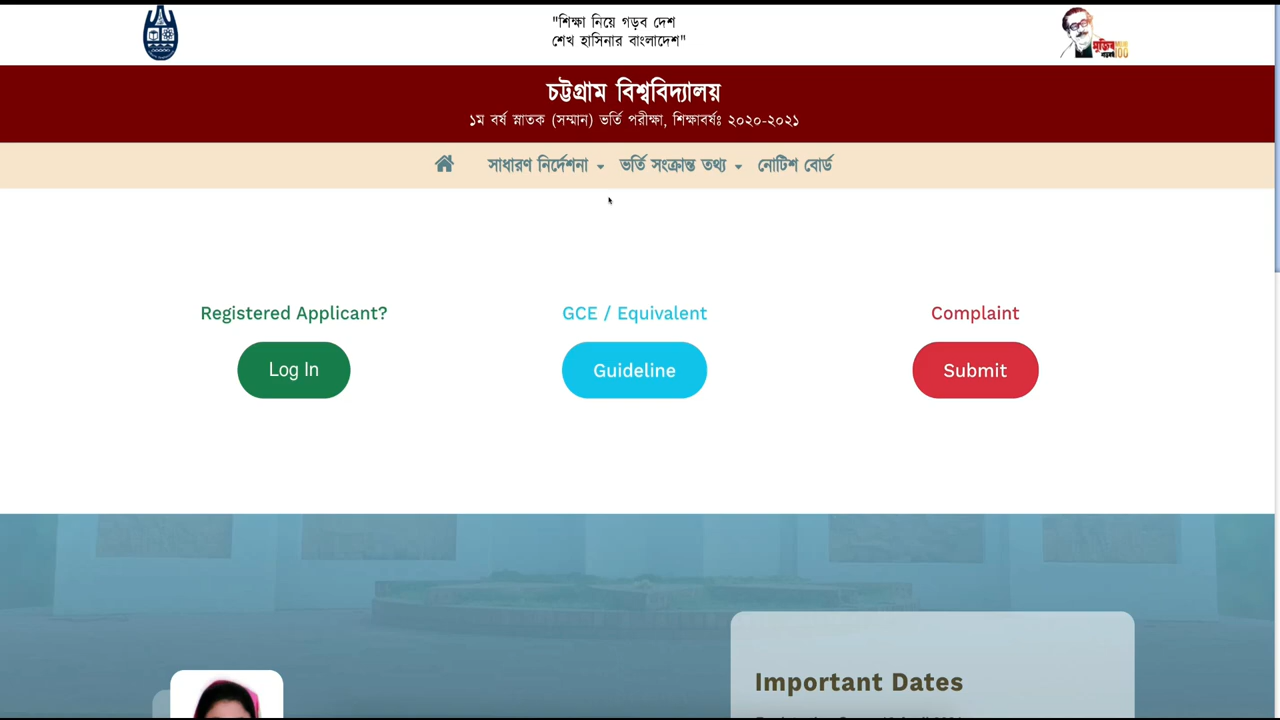 "শিক্ষা নিয়ে গড়ব দেশ
শেখ হাসিনার বাংলাদেশ"
মুজিব
100
চট্টগ্রাম বিশ্ববিদ্যালয়
১ম বর্ষ স্নাতক (সম্মান) ভর্তি পরীক্ষা, শিক্ষাবর্ষঃ ২০২০-২০২১
সাধারণ নির্দেশনা ভর্তি সংক্রান্ত তথ্য নোটিশ বোর্ড
Registered Applicant? GCE / Equivalent Complaint
Log In Guideline Submit
Important Dates